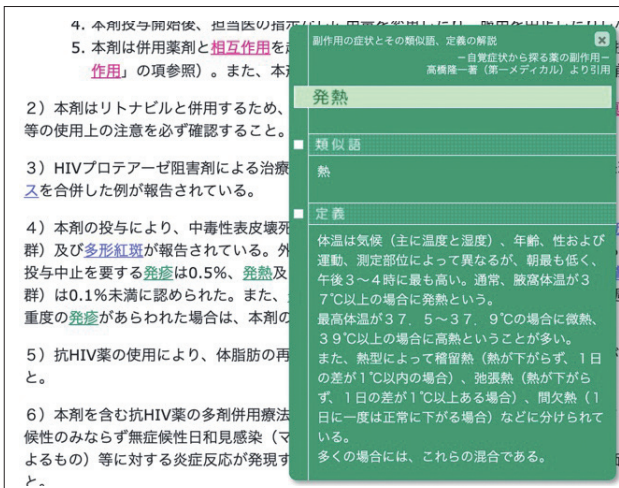 4. 本剤投与開始後、担当医の指示
5. 本剤は併用薬剤と相互作用を
作用」の項参照）。また、本
2）本剤はリトナビルと併用するため、
等の使用上の注意を必ず確認すること。
3）HIVプロテアーゼ阻害剤による治療
スを合併した例が報告されている。
4）本剤の投与により、中毒性表皮壊死
群）及び多形紅斑が報告されている。外
投与中止を要する発疹は0.5%、発熱及
群）は0.1%未満に認められた。また、
重度の発疹があらわれた場合は、本剤の
5）抗HIV薬の使用により、体脂肪の再
と。
6）本剤を含む抗HIV薬の多剤併用療法
候性のみならず無症候性日和見感染（マ
よるもの）等に対する炎症反応が発現す
と。
副作用の症状とその類似語、定義の解説
－自覚症状から探る薬の副作用－
高橋隆一著（第一メディカル）より引用
発熱
類似語
熱
定義
体温は気候（主に温度と湿度）、年齢、性および
運動、測定部位によって異なるが、朝最も低く、
午後３～４時に最も高い。通常、腋窩体温が３
７℃以上の場合に発熱という。
最高体温が３７．５～３７．９℃の場合に微熱、
３９℃以上の場合に高熱ということが多い。
また、熱型によって稽留熱（熱が下がらず、１日
の差が１℃以内の場合）、弛張熱（熱が下がら
ず、１日の差が１℃以上ある場合）、間欠熱（１
日に一度は正常に下がる場合）などに分けられて
いる。
多くの場合には、これらの混合である。